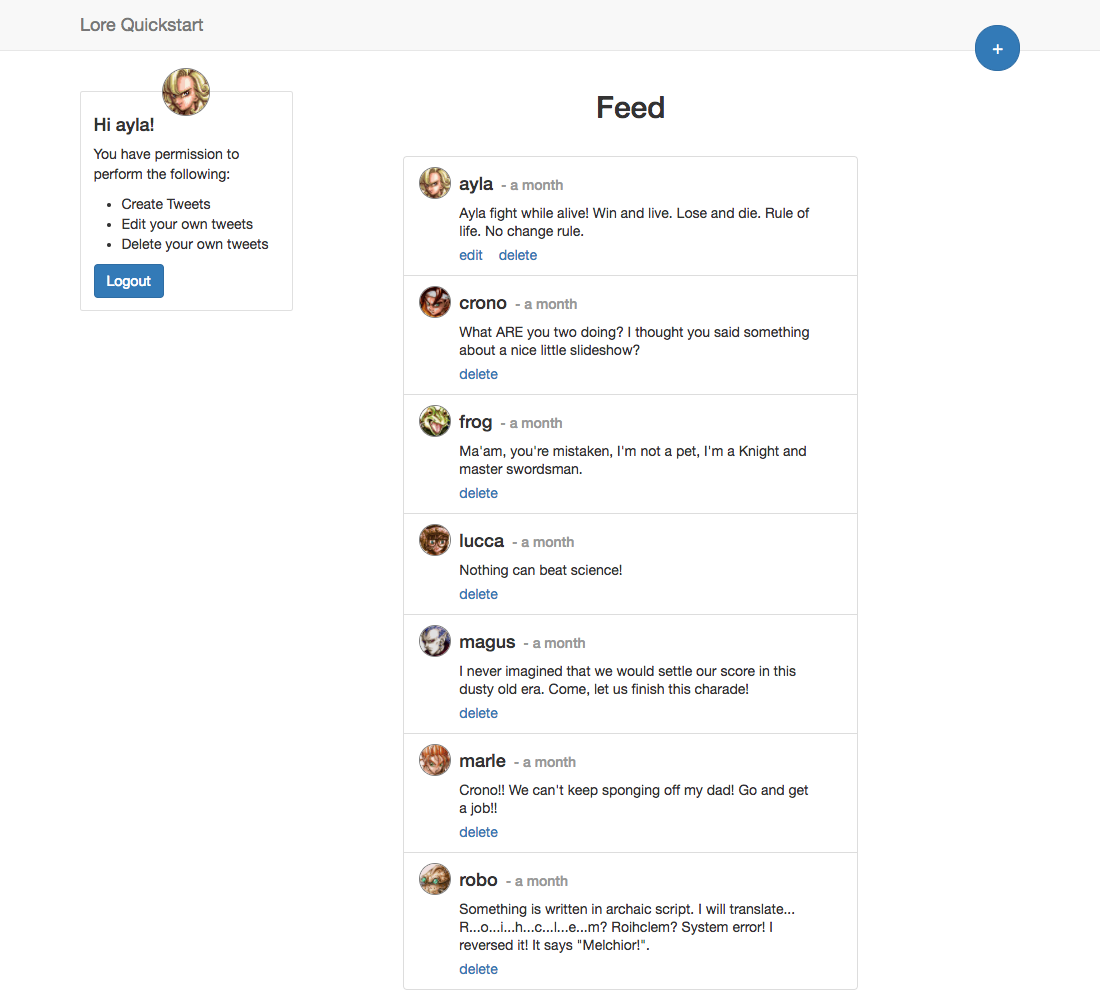 Lore Quickstart
+
Hi ayla!
You have permission to
perform the following:
• Create Tweets
• Edit your own tweets
• Delete your own tweets
Logout
Feed
ayla - a month
Ayla fight while alive! Win and live. Lose and die. Rule of
life. No change rule.
edit delete
crono - a month
What ARE you two doing? I thought you said something
about a nice little slideshow?
delete
frog - a month
Ma'am, you're mistaken, I'm not a pet, I'm a Knight and
master swordsman.
delete
lucca - a month
Nothing can beat science!
delete
magus - a month
I never imagined that we would settle our score in this
dusty old era. Come, let us finish this charade!
delete
marle - a month
Crono!! We can't keep sponging off my dad! Go and get
a job!!
delete
robo - a month
Something is written in archaic script. I will translate...
R...o...i...h...c...l...e...m? Roihclem? System error! I
reversed it! It says "Melchior!".
delete